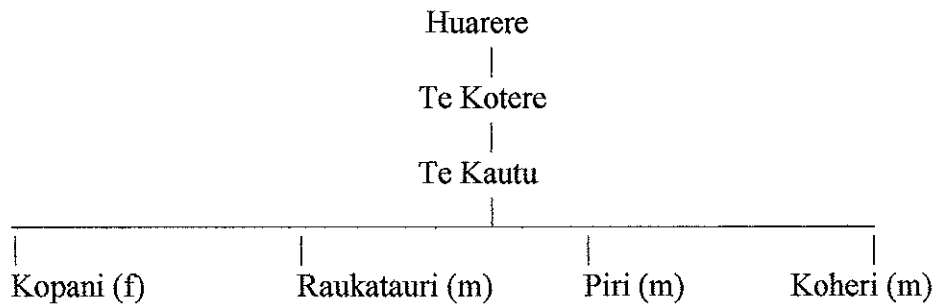 Huarere
Te Kotere
Te Kautu
Kopani (f) Raukatauri (m) Piri (m) Koheri (m)